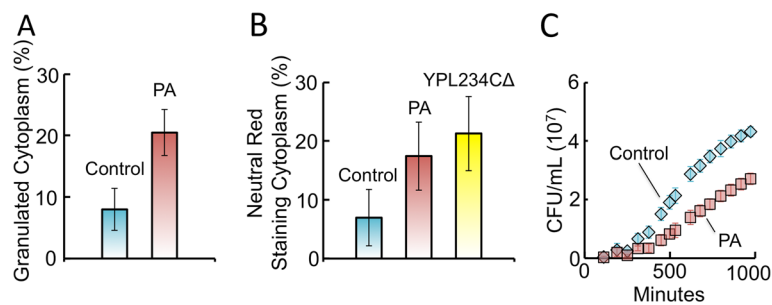 A
Granulated Cytoplasm (%)
30
20
10
0
Control
PA
B
Neutral Red
Staining Cytoplasm (%)
30
20
10
0
Control
PA
YPL234CΔ
C
CFU/mL (10⁷)
6
4
2
0
Control
PA
500
1000
Minutes